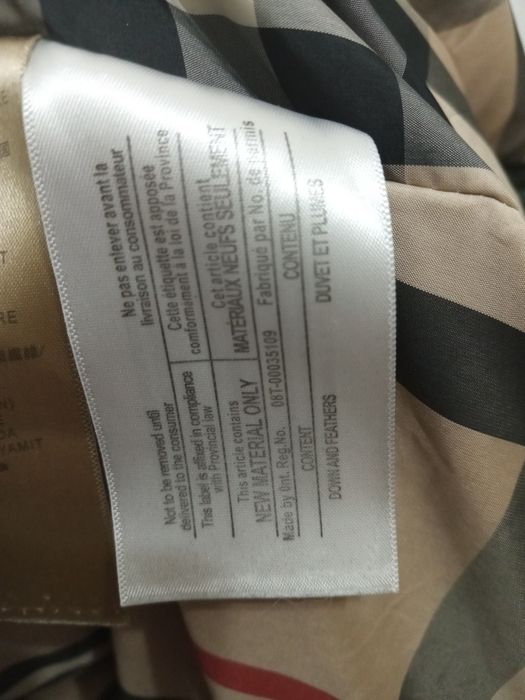 Not to be removed until
delivered to the consumer
This label is affixed in compliance
with Provincial law
This article contains
NEW MATERIAL ONLY
Made by Ont. Reg.No. 08T-00035109
CONTENT
DOWN AND FEATHERS
Ne pas enlever avant la
livraison au consommateur
Cette étiquette est apposée
comformément à la loi de la Province
Cet article contient
MATÉRIAUX NEUFS SEULEMENT
Fabriqué par No. de
CONTENU
DUVET ET PLUMES